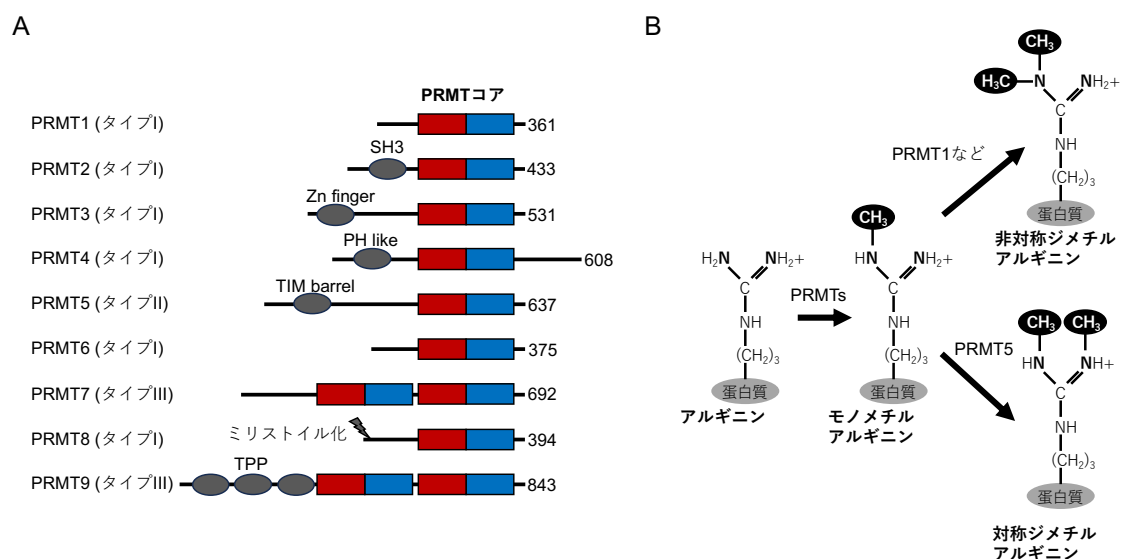 A
PRMTコア
PRMT1 (タイプI)
361
SH3
PRMT2 (タイプI)
433
Zn finger
PRMT3 (タイプI)
531
PH like
PRMT4 (タイプI)
608
TIM barrel
PRMT5 (タイプII)
637
PRMT6 (タイプI)
375
PRMT7 (タイプIII)
692
ミリストイル化
PRMT8 (タイプI)
394
TPP
PRMT9 (タイプIII)
843
B
H₂N
NH₂+
C
NH
(CH₂)₃
蛋白質
アルギニン
PRMTs
CH₃
HN
NH₂+
C
NH
(CH₂)₃
蛋白質
モノメチル
アルギニン
PRMT1など
CH₃
H₃C
N
NH₂+
C
NH
(CH₂)₃
蛋白質
非対称ジメチル
アルギニン
PRMT5
CH₃
CH₃
HN
NH+
C
NH
(CH₂)₃
蛋白質
対称ジメチル
アルギニン